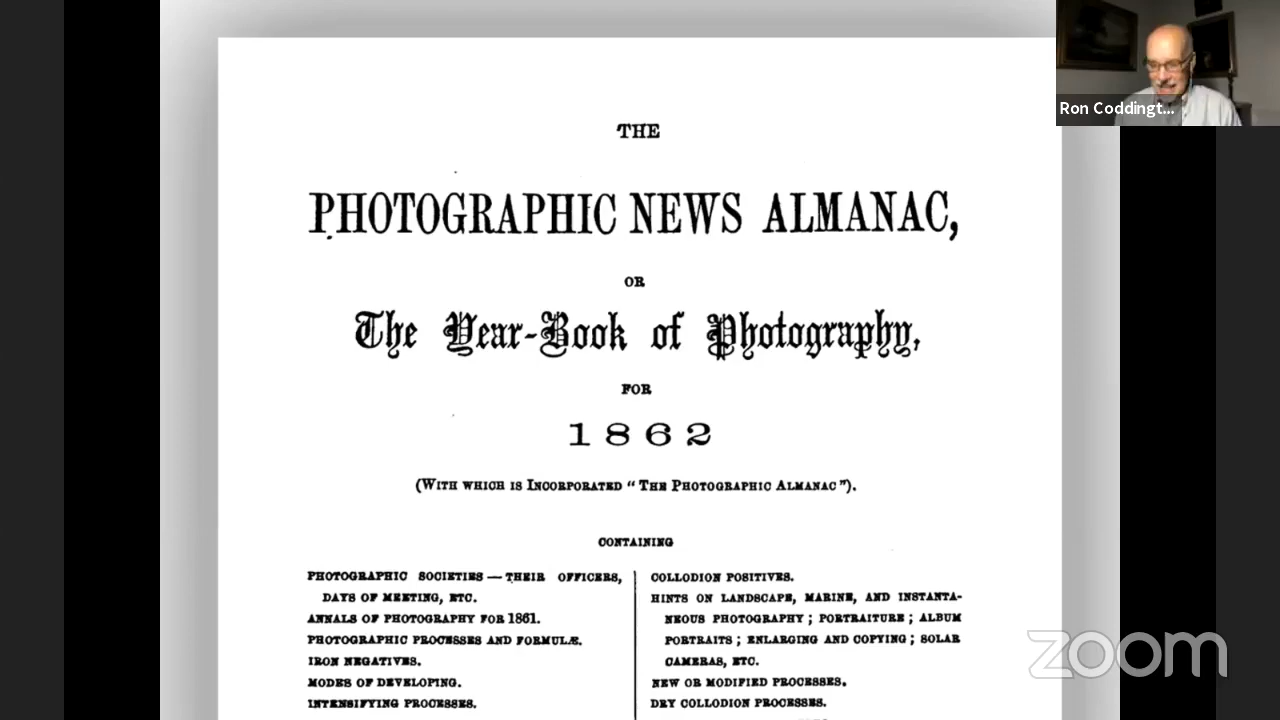 THE
PHOTOGRAPHIC NEWS ALMANAC,
OR
The Year-Book of Photography,
FOR
1862
(WITH WHICH IS INCORPORATED "THE PHOTOGRAPHIC ALMANAC").
CONTAINING
PHOTOGRAPHIC SOCIETIES — THEIR OFFICERS,
DAYS OF MEETING, ETC.
ANNALS OF PHOTOGRAPHY FOR 1861.
PHOTOGRAPHIC PROCESSES AND FORMULÆ.
IRON NEGATIVES.
MODES OF DEVELOPING.
INTENSIFYING PROCESSES.
COLLODION POSITIVES.
HINTS ON LANDSCAPE, MARINE, AND INSTANTA-
NEOUS PHOTOGRAPHY; PORTRAITURE; ALBUM
PORTRAITS; ENLARGING AND COPYING; SOLAR
CAMERAS, ETC.
NEW OR MODIFIED PROCESSES.
DRY COLLODION PROCESSES.
Ron Coddingt...
zoom